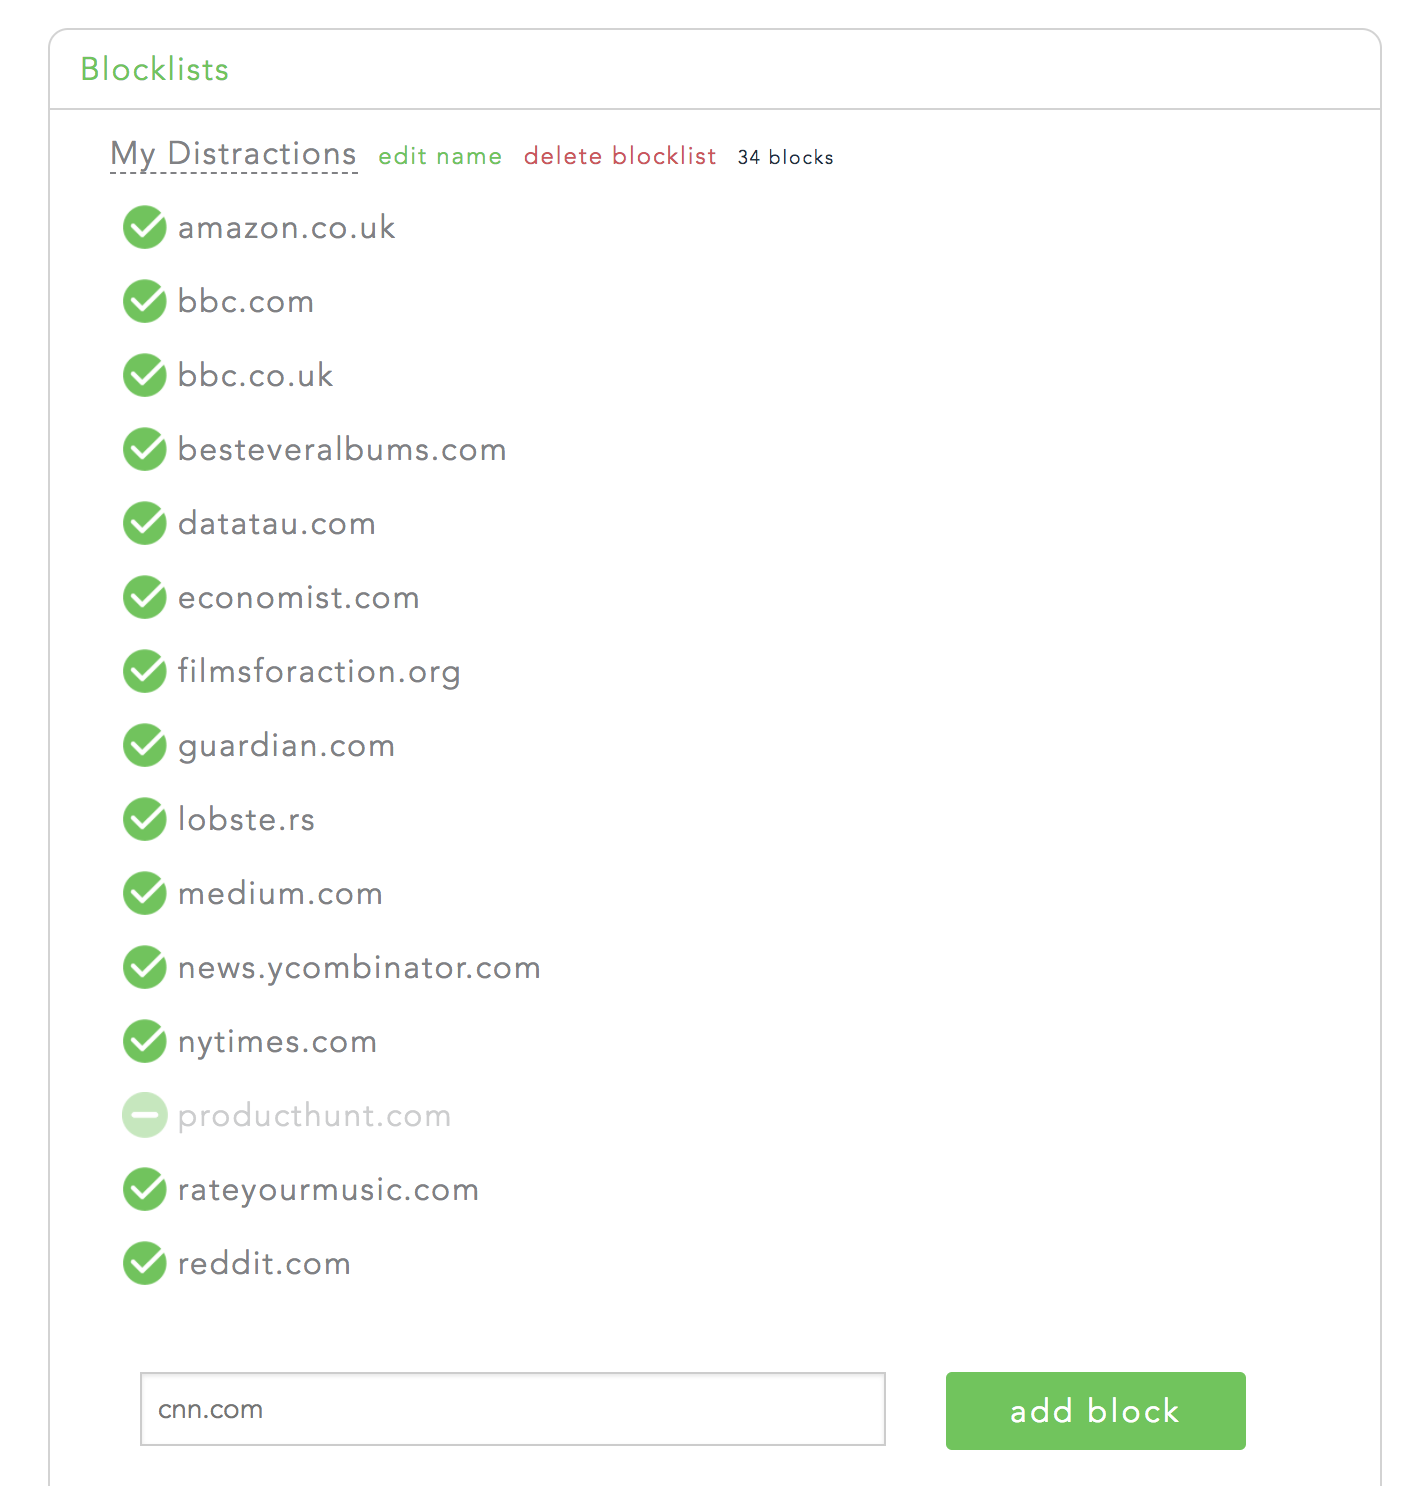 Blocklists
My Distractions edit name delete blocklist 34 blocks
amazon.co.uk
bbc.com
bbc.co.uk
besteveralbums.com
datatau.com
economist.com
filmsforaction.org
guardian.com
lobste.rs
medium.com
news.ycombinator.com
nytimes.com
producthunt.com
rateyourmusic.com
reddit.com
cnn.com add block